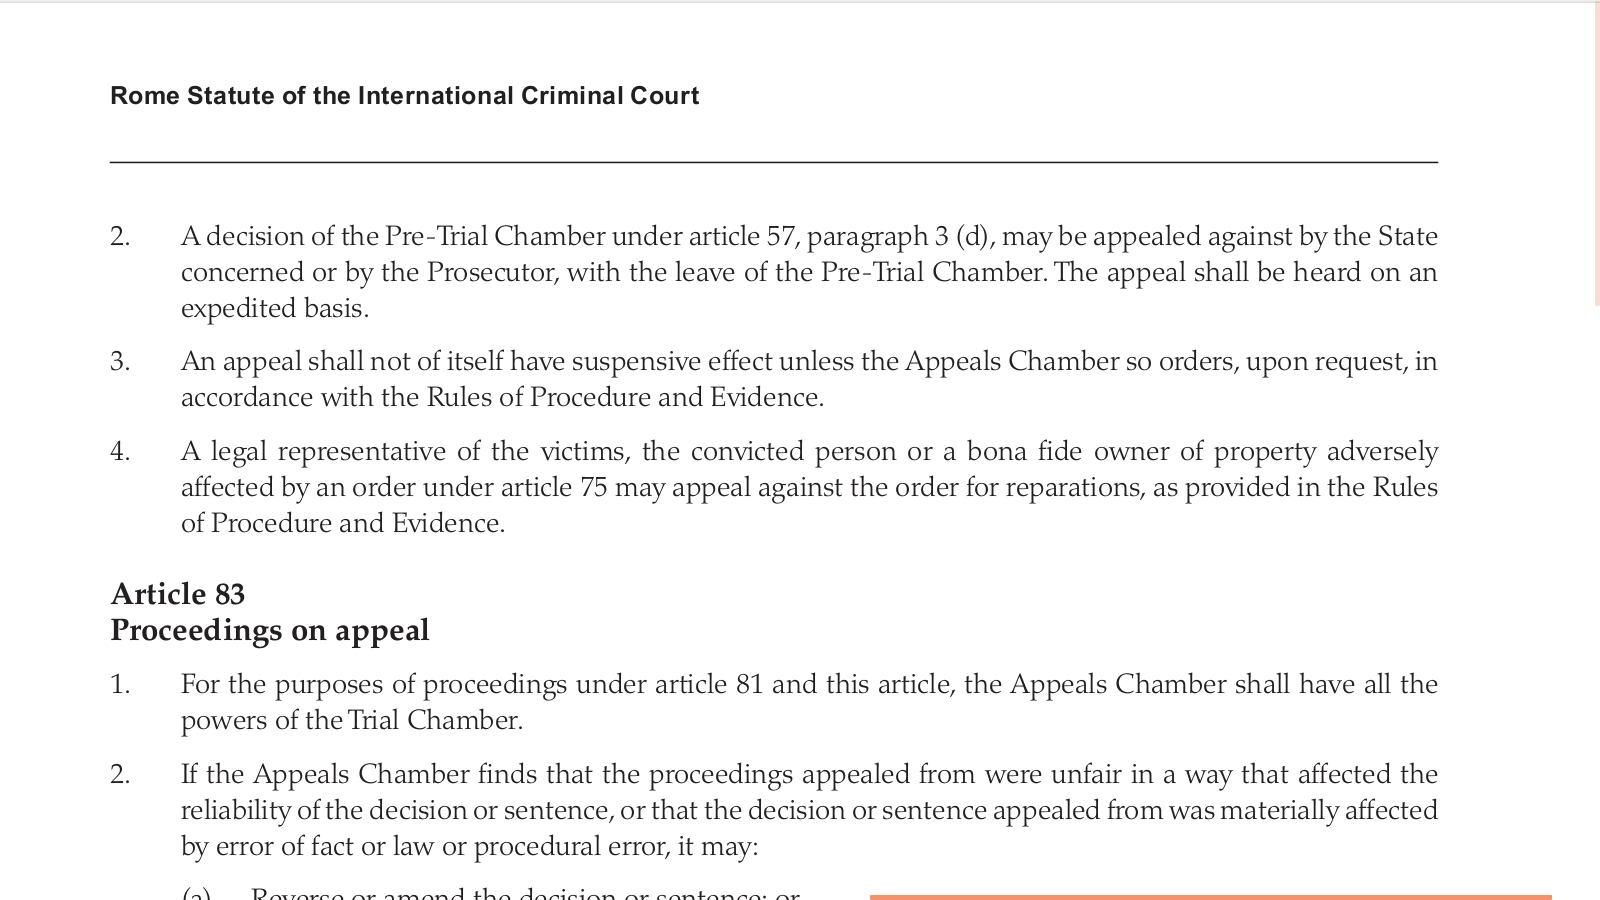 Rome Statute of the International Criminal Court
2. A decision of the Pre-Trial Chamber under article 57, paragraph 3 (d), may be appealed against by the State
concerned or by the Prosecutor, with the leave of the Pre-Trial Chamber. The appeal shall be heard on an
expedited basis.
3. An appeal shall not of itself have suspensive effect unless the Appeals Chamber so orders, upon request, in
accordance with the Rules of Procedure and Evidence.
4. A legal representative of the victims, the convicted person or a bona fide owner of property adversely
affected by an order under article 75 may appeal against the order for reparations, as provided in the Rules
of Procedure and Evidence.
Article 83
Proceedings on appeal
1. For the purposes of proceedings under article 81 and this article, the Appeals Chamber shall have all the
powers of the Trial Chamber.
2. If the Appeals Chamber finds that the proceedings appealed from were unfair in a way that affected the
reliability of the decision or sentence, or that the decision or sentence appealed from was materially affected
by error of fact or law or procedural error, it may:
(a) Reverse or amend the decision or sentence; or